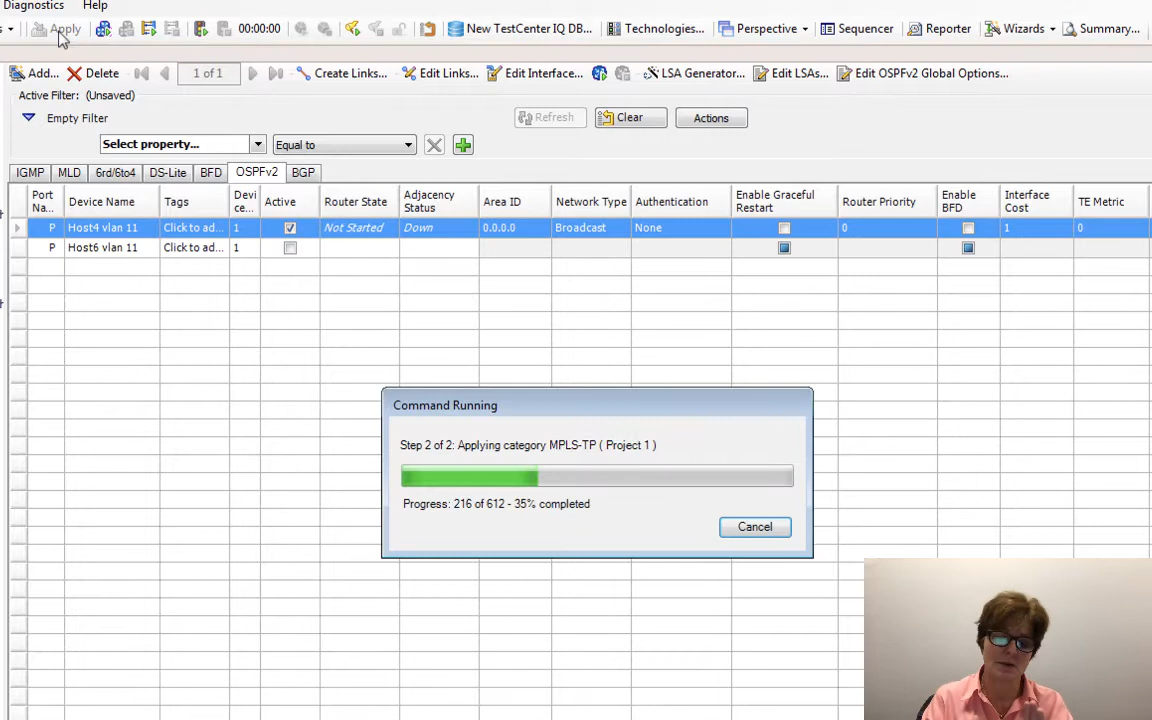 Diagnostics Help
s Apply 00:00:00 New TestCenter IQ DB... Technologies... Perspective Sequencer Reporter Wizards Summary...
Add... Delete 1 of 1 Create Links... Edit Links... Edit Interface... LSA Generator... Edit LSAs... Edit OSPFv2 Global Options...
Active Filter: (Unsaved)
Empty Filter Refresh Clear Actions
Select property... Equal to
IGMP MLD 6rd/6to4 DS-Lite BFD OSPFv2 BGP
Port Na... Device Name Tags Devi ce... Active Router State Adjacency Status Area ID Network Type Authentication Enable Graceful Restart Router Priority Enable BFD Interface Cost TE Metric
P Host4 vlan 11 Click to ad... 1 Not Started Down 0.0.0.0 Broadcast None 0 1 0
P Host6 vlan 11 Click to ad... 1
Command Running
Step 2 of 2: Applying category MPLS-TP ( Project 1 )
Progress: 216 of 612 - 35% completed
Cancel